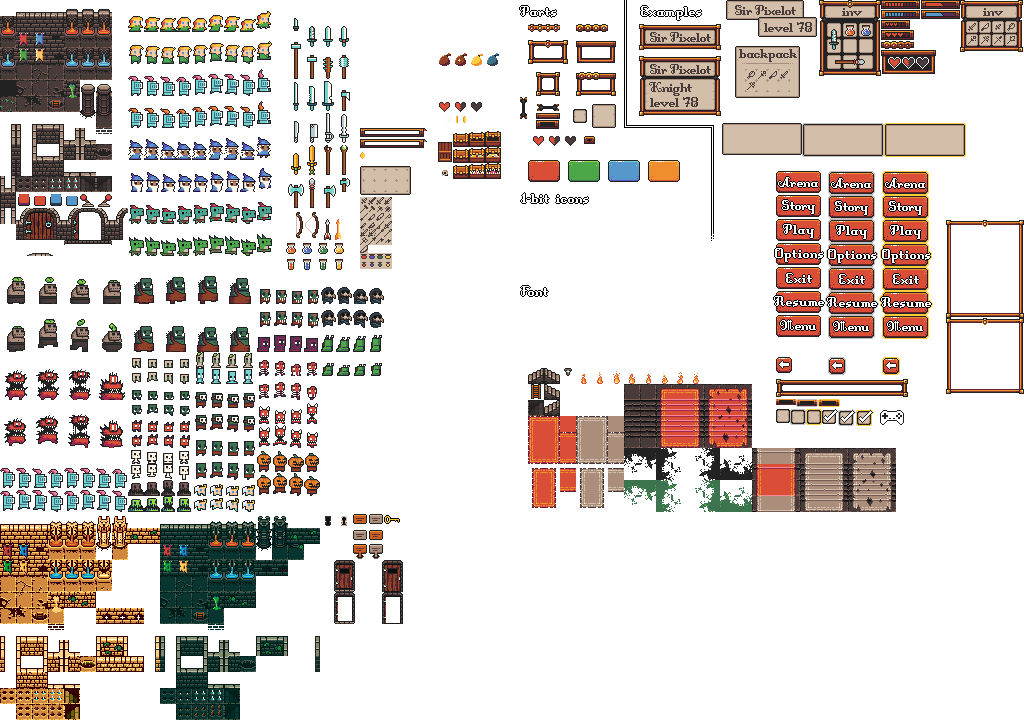 Parts
Examples
Sir Pixelot
level 78
inv
inv
Sir Pixelot
backpack
Sir Pixelot
Knight
level 78
1-bit icons
Font
Arena Arena Arena
Story Story Story
Play Play Play
Options Options Options
Exit Exit Exit
Resume Resume Resume
Menu Menu Menu